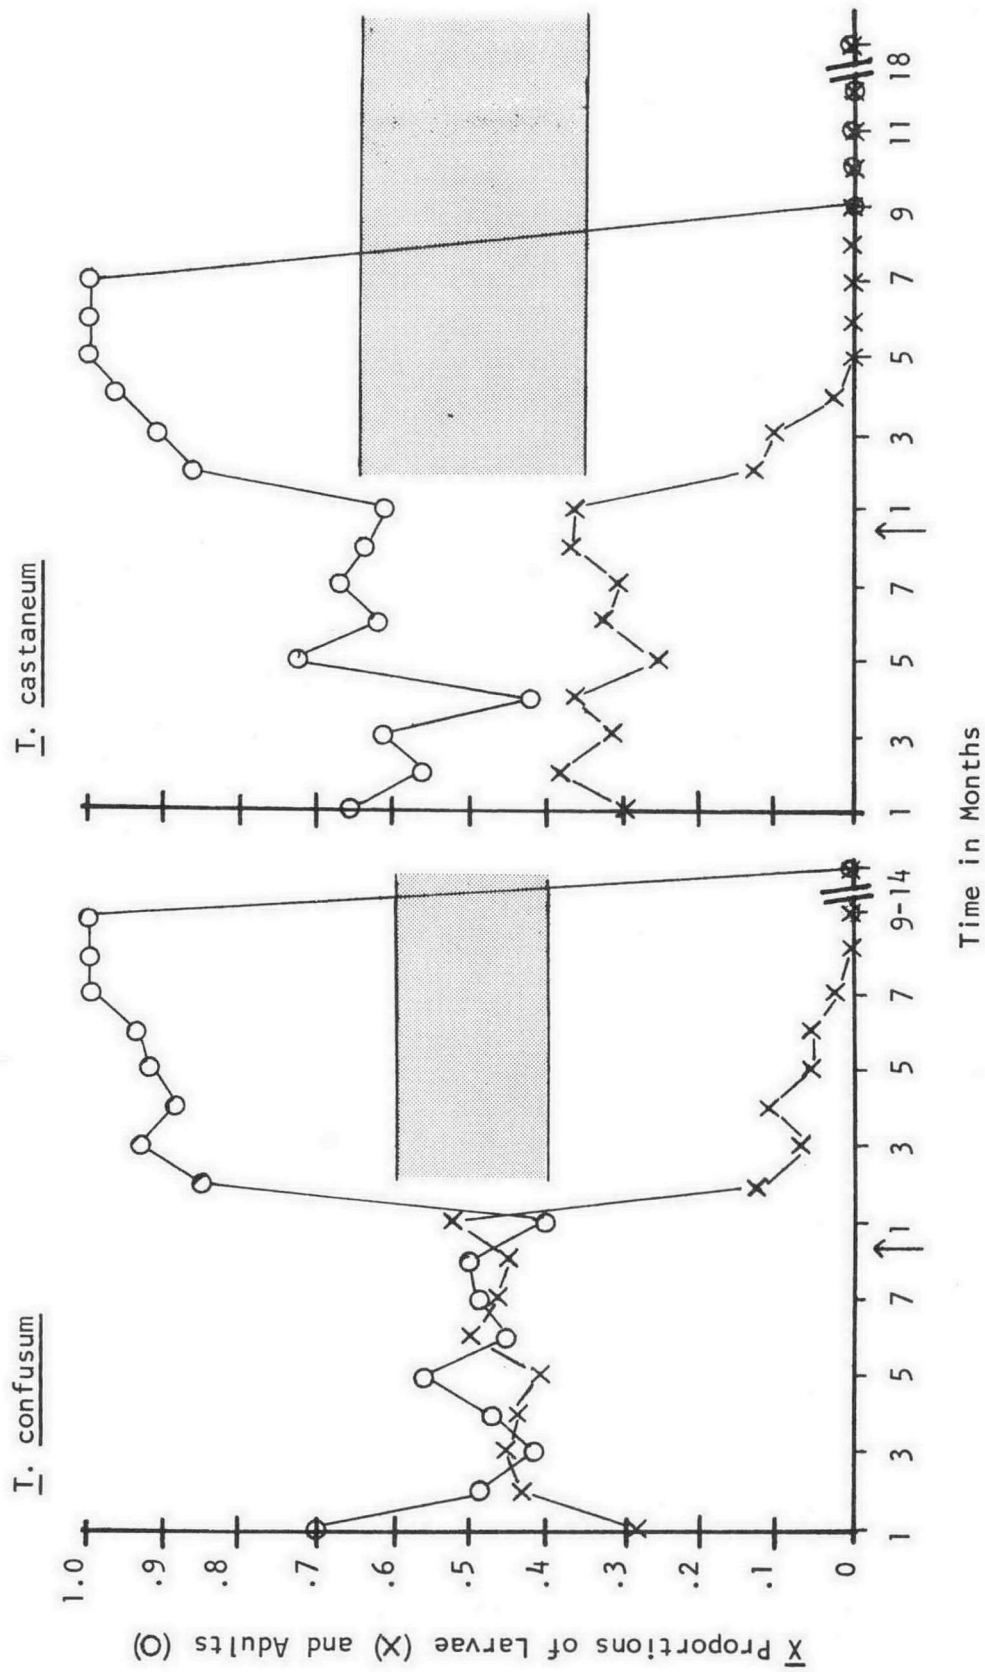 T. confusum
T. castaneum
X̄ Proportions of Larvae (X) and Adults (O)
1.0
.9
.8
.7
.6
.5
.4
.3
.2
.1
0
1 3 5 7 1 3 5 7 9-14
1 3 5 7 1 3 5 7 9 11 18
Time in Months